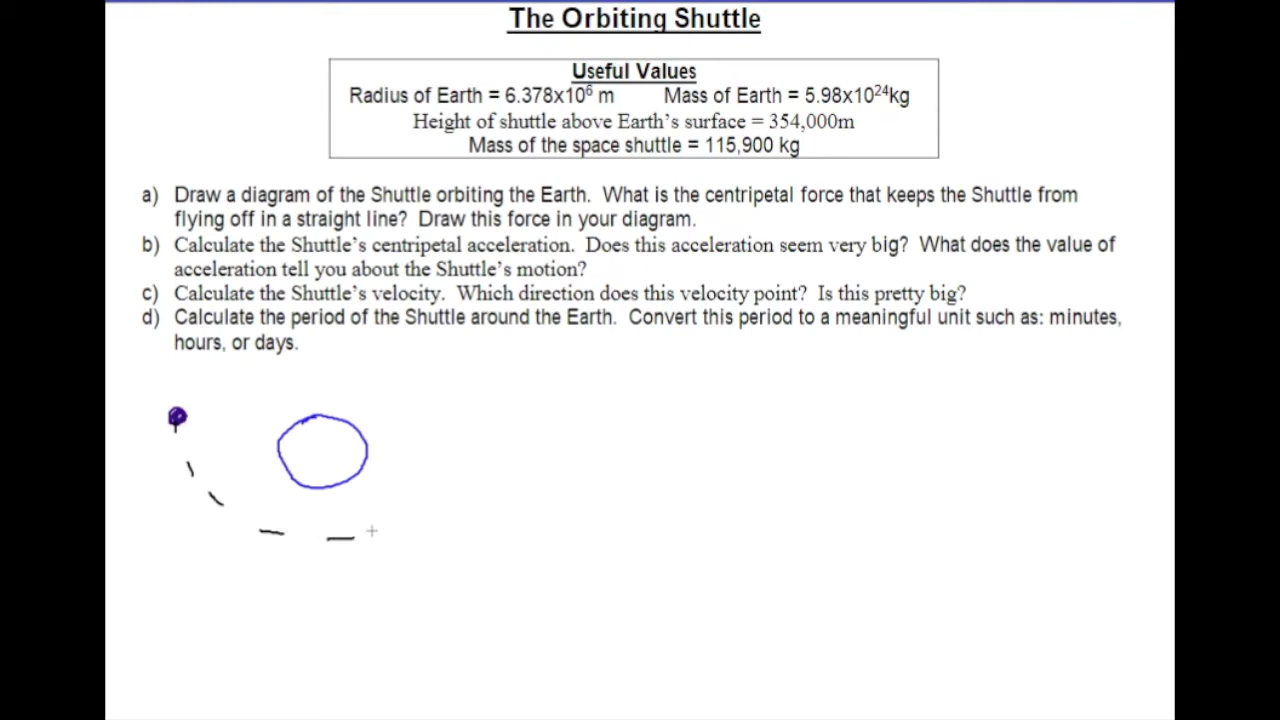 The Orbiting Shuttle
Useful Values
Radius of Earth = 6.378x10⁶ m Mass of Earth = 5.98x10²⁴kg
Height of shuttle above Earth's surface = 354,000m
Mass of the space shuttle = 115,900 kg
a) Draw a diagram of the Shuttle orbiting the Earth. What is the centripetal force that keeps the Shuttle from
flying off in a straight line? Draw this force in your diagram.
b) Calculate the Shuttle's centripetal acceleration. Does this acceleration seem very big? What does the value of
acceleration tell you about the Shuttle's motion?
c) Calculate the Shuttle's velocity. Which direction does this velocity point? Is this pretty big?
d) Calculate the period of the Shuttle around the Earth. Convert this period to a meaningful unit such as: minutes,
hours, or days.